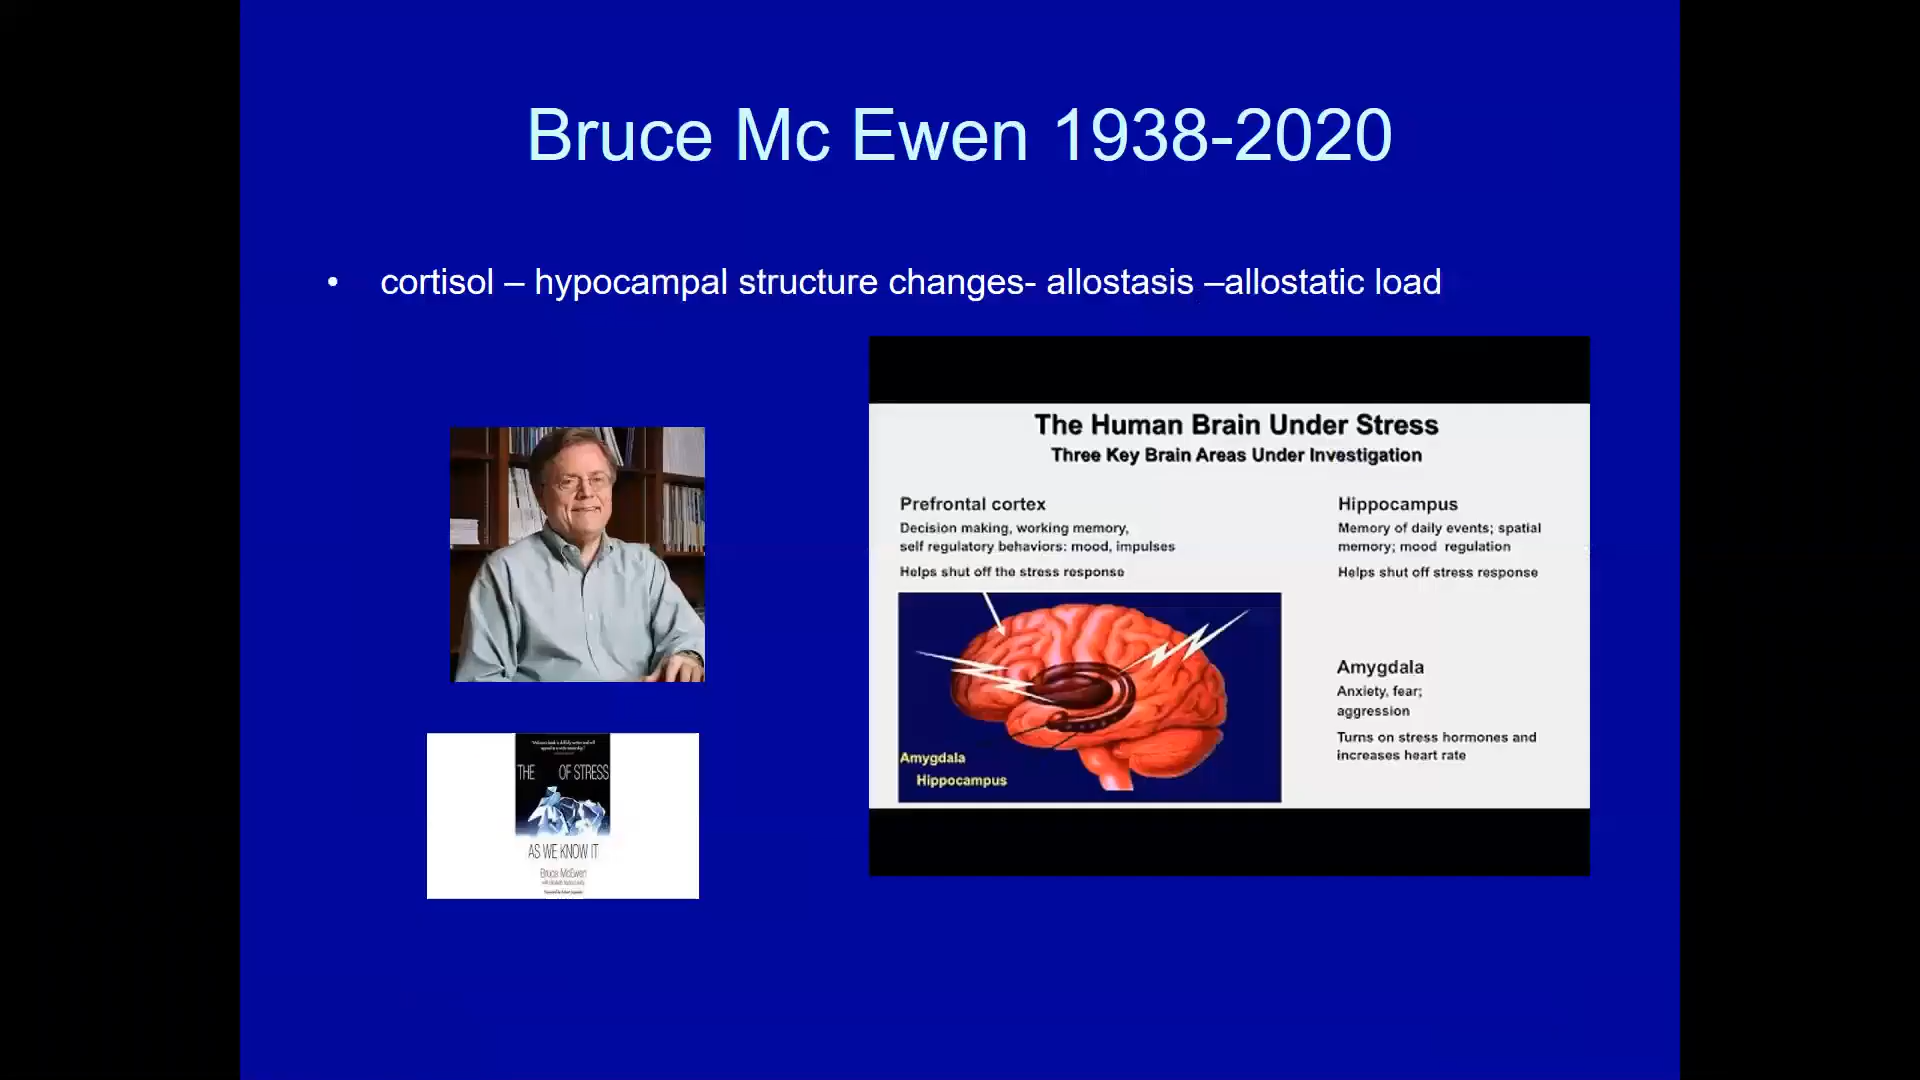 Bruce Mc Ewen 1938-2020
• cortisol – hypocampal structure changes- allostasis –allostatic load
The Human Brain Under Stress
Three Key Brain Areas Under Investigation
Prefrontal cortex
Decision making, working memory,
self regulatory behaviors: mood, impulses
Helps shut off the stress response
Hippocampus
Memory of daily events; spatial
memory; mood regulation
Helps shut off stress response
Amygdala
Anxiety, fear;
aggression
Turns on stress hormones and
increases heart rate
Amygdala
Hippocampus
THE OF STRESS
AS WE KNOW IT
Bruce McEwen